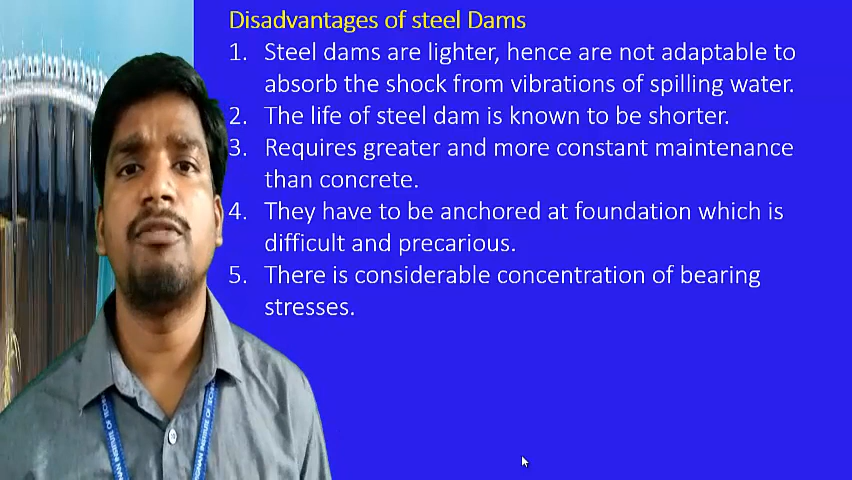 Disadvantages of steel Dams
1. Steel dams are lighter, hence are not adaptable to
absorb the shock from vibrations of spilling water.
2. The life of steel dam is known to be shorter.
3. Requires greater and more constant maintenance
than concrete.
4. They have to be anchored at foundation which is
difficult and precarious.
5. There is considerable concentration of bearing
stresses.